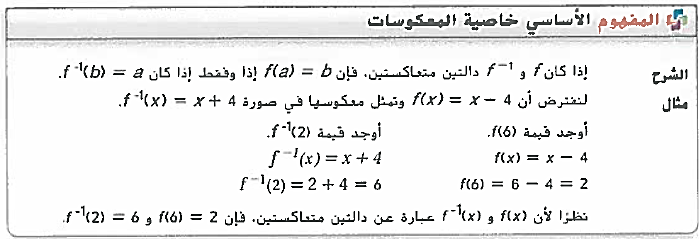 المفهوم الأساسي خاصية المعكوسات
الشرح إذا كان f و f⁻¹ دالتين متعاكستين، فإن f(a) = b إذا وفقط إذا كان f⁻¹(b) = a.
مثال لنفترض أن f(x) = x − 4 وتمثل معكوسها في صورة f⁻¹(x) = x + 4.
أوجد قيمة f(6). أوجد قيمة f⁻¹(2).
f(x) = x − 4 f⁻¹(x) = x + 4
f(6) = 6 − 4 = 2 f⁻¹(2) = 2 + 4 = 6
نظرًا لأن f(x) و f⁻¹(x) عبارة عن دالتين متعاكستين، فإن f(6) = 2 و f⁻¹(2) = 6.